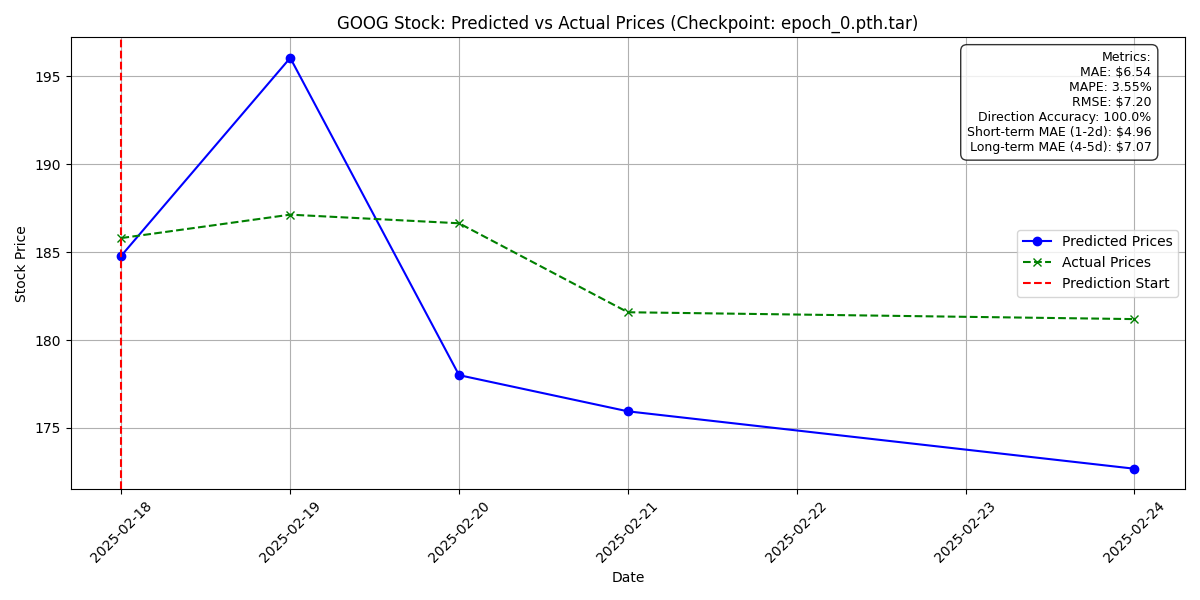 GOOG Stock: Predicted vs Actual Prices (Checkpoint: epoch_0.pth.tar)
Metrics:
MAE: $6.54
MAPE: 3.55%
RMSE: $7.20
Direction Accuracy: 100.0%
Short-term MAE (1-2d): $4.96
Long-term MAE (4-5d): $7.07
Predicted Prices
Actual Prices
Prediction Start
Stock Price
195
190
185
180
175
2025-02-18
2025-02-19
2025-02-20
2025-02-21
2025-02-22
2025-02-23
2025-02-24
Date